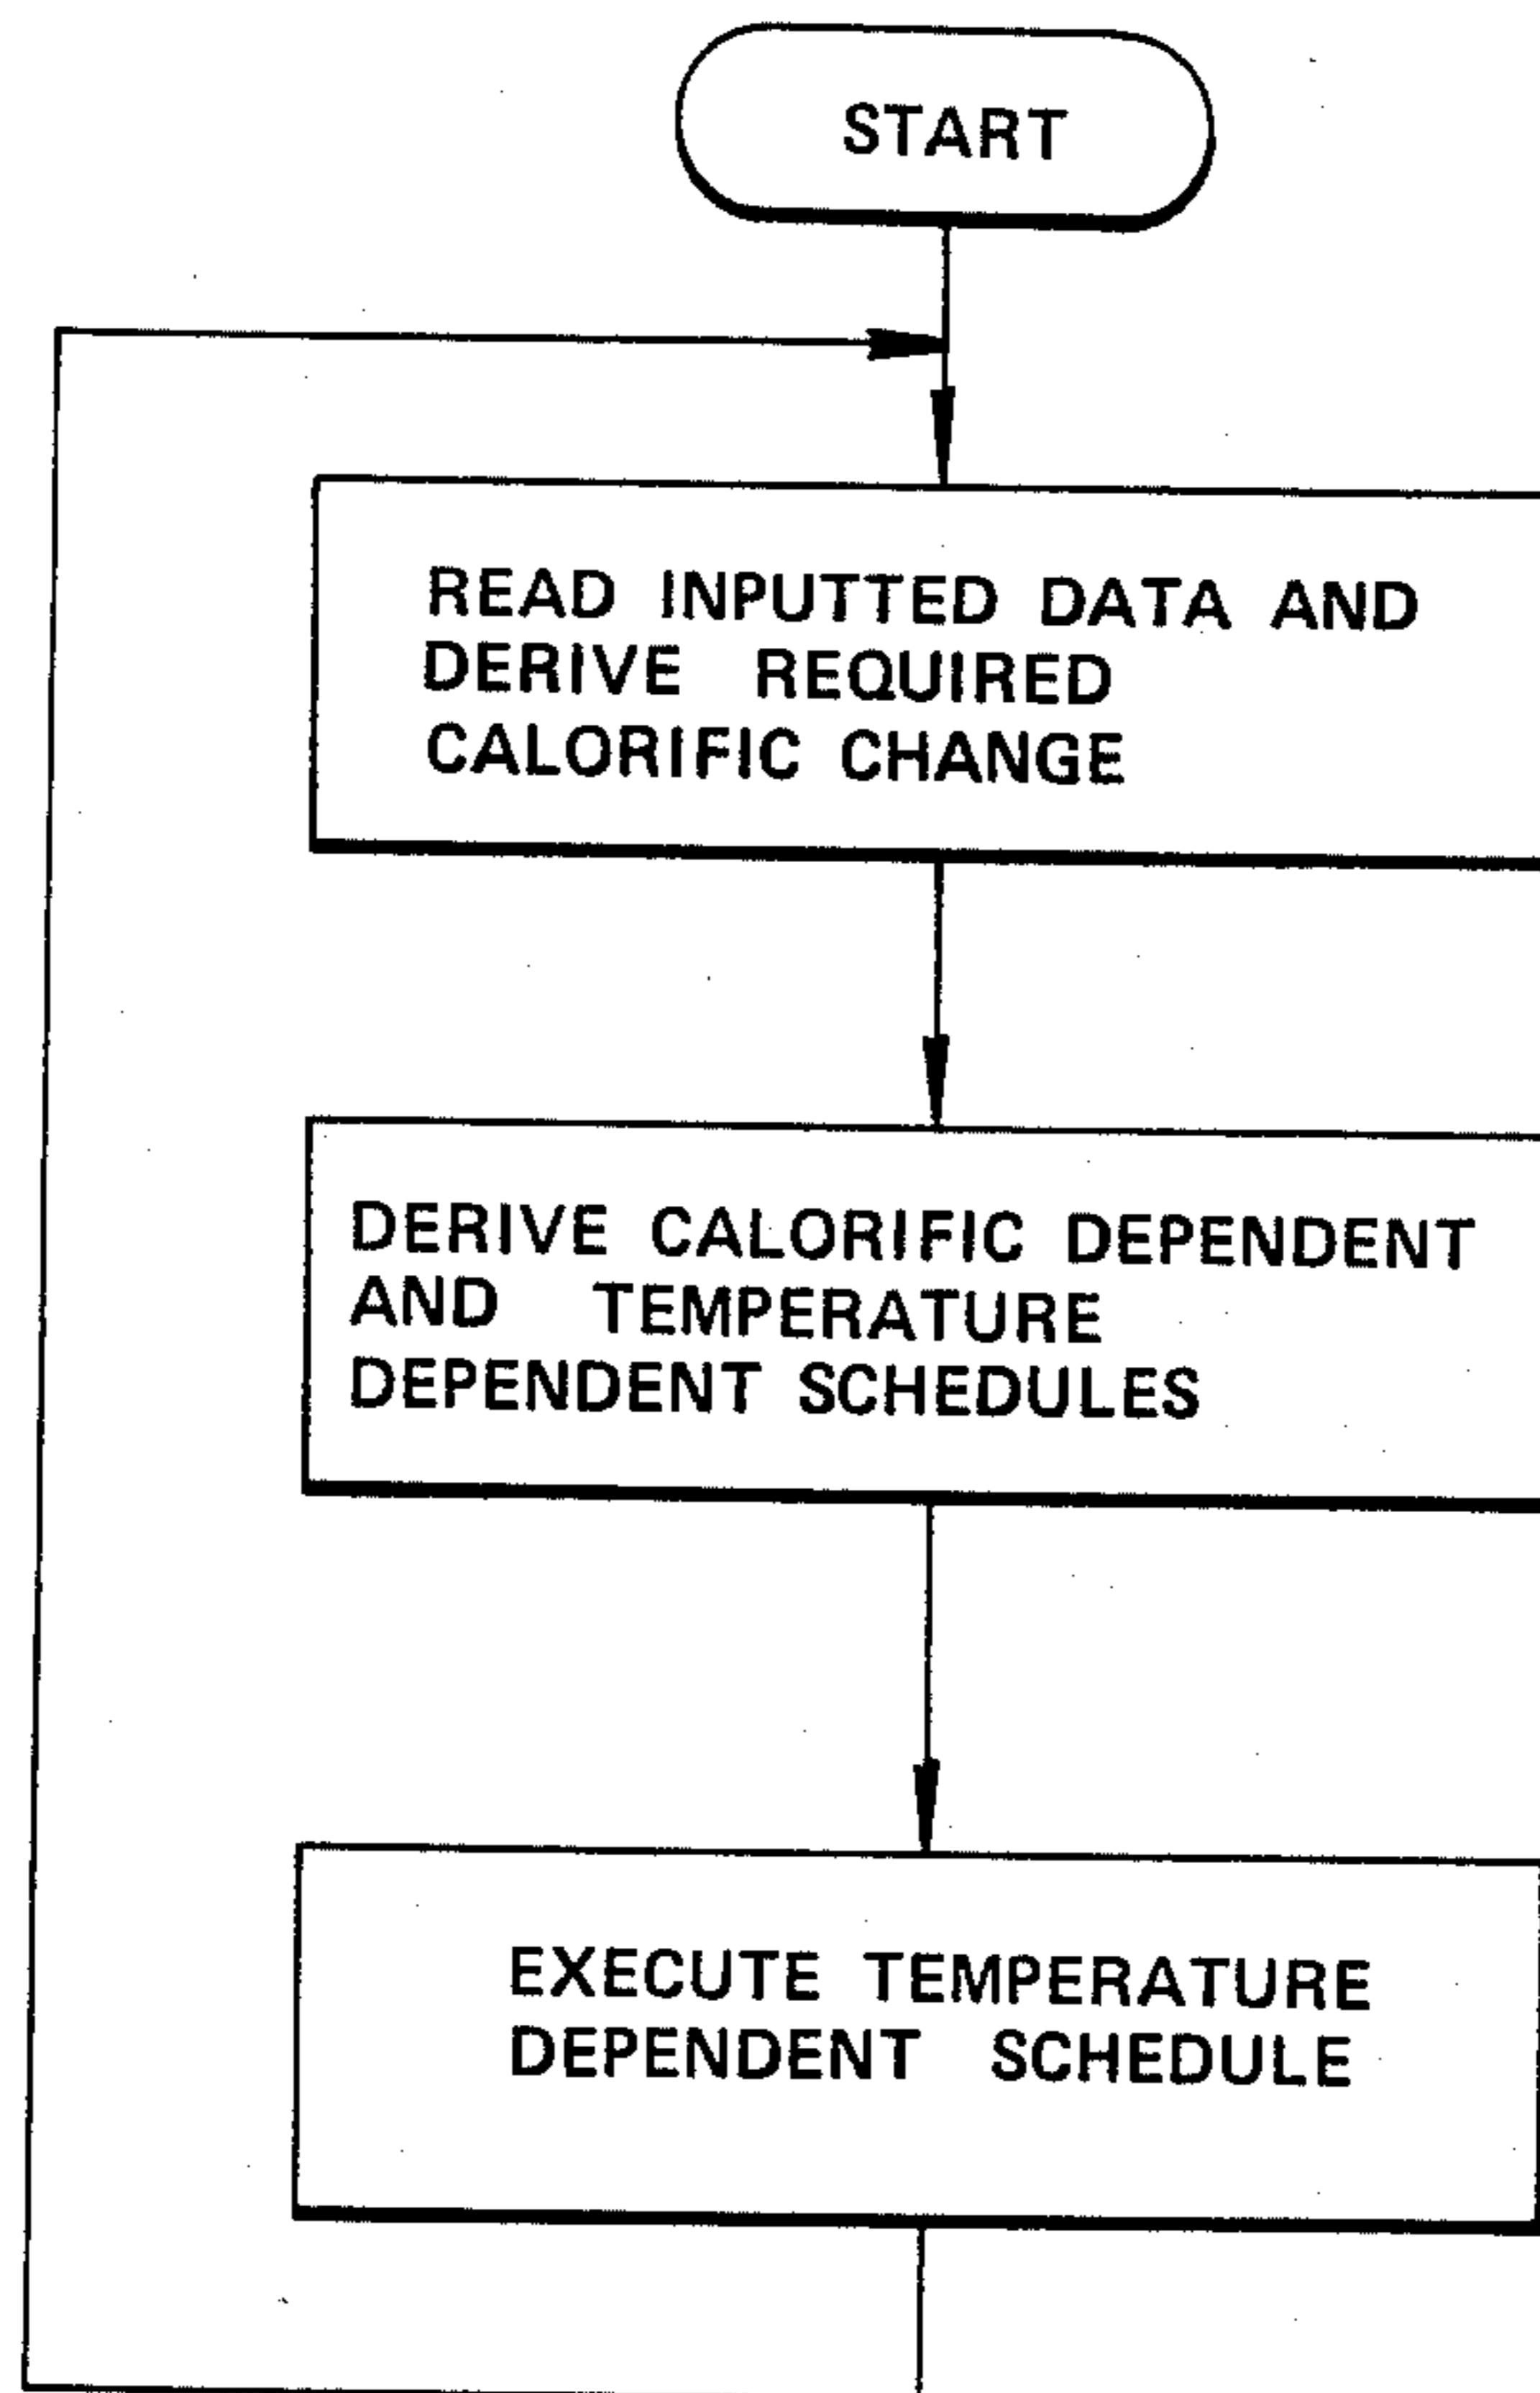 START
READ INPUTTED DATA AND
DERIVE REQUIRED
CALORIFIC CHANGE
DERIVE CALORIFIC DEPENDENT
AND TEMPERATURE
DEPENDENT SCHEDULES
EXECUTE TEMPERATURE
DEPENDENT SCHEDULE